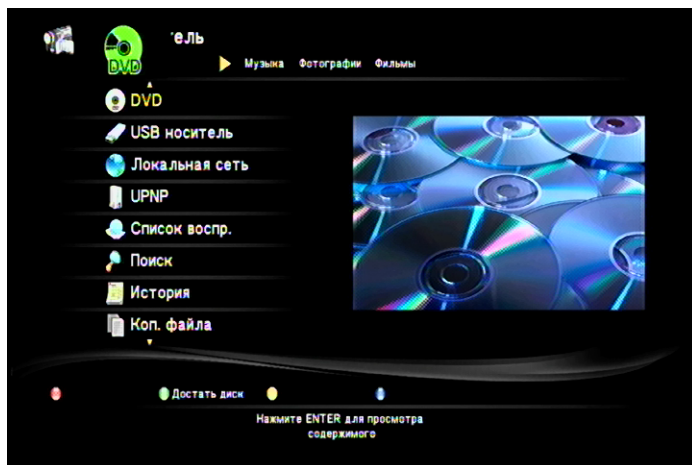 ель
DVD
Музыка Фотографии Фильмы
DVD
USB носитель
Локальная сеть
UPNP
Список воспр.
Поиск
История
Коп. файла
Достать диск
Нажмите ENTER для просмотра
содержимого